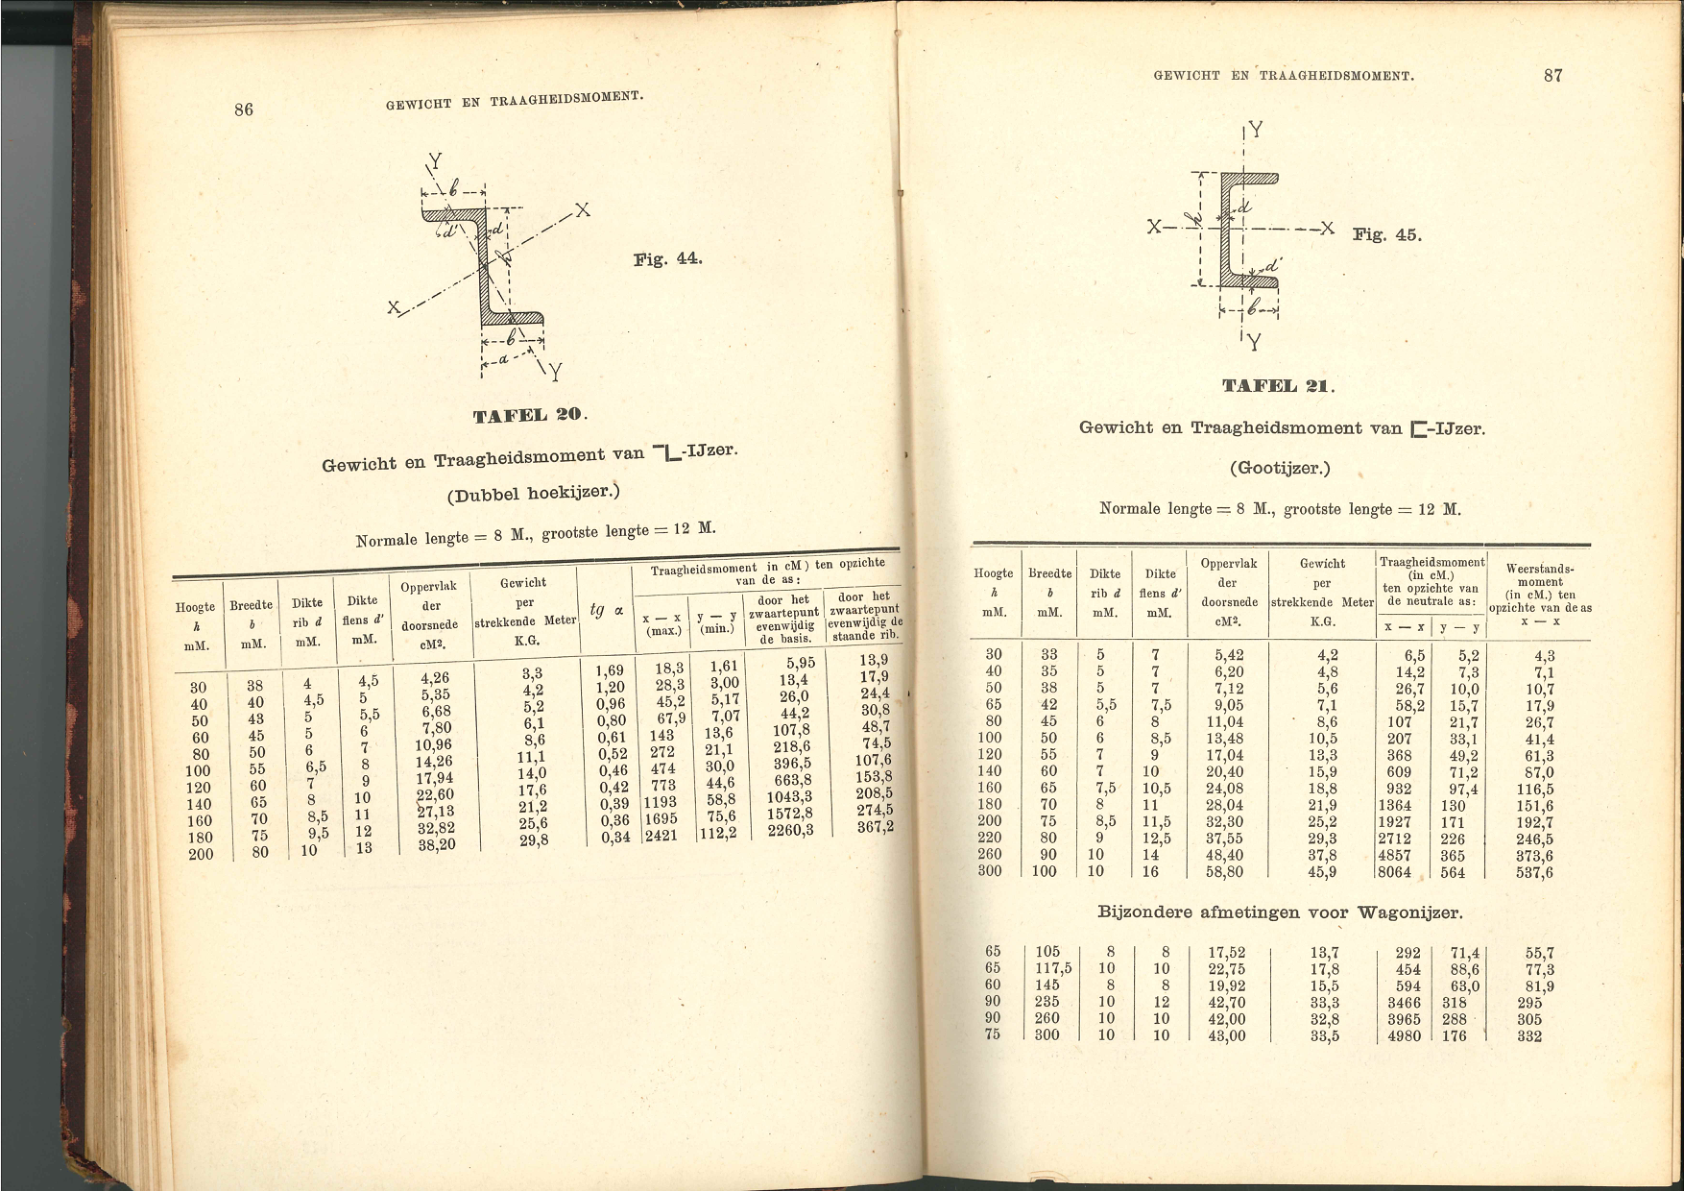 86
GEWICHT EN TRAAGHEIDSMOMENT.
Y
b
X
d'
d
h
Fig. 44.
X
b
a
Y
TAFEL 20.
Gewicht en Traagheidsmoment van -IJzer.
(Dubbel hoekijzer.)
Normale lengte = 8 M., grootste lengte = 12 M.
Hoogte h mM. Breedte b mM. Dikte rib d mM. Dikte flens d' mM. Oppervlak der doorsnede cM². Gewicht per strekkende Meter K.G. tg α Traagheidsmoment in cM) ten opzichte van de as:
x — x (max.) y — y (min.) door het zwaartepunt evenwijdig de basis. door het zwaartepunt evenwijdig de staande rib.
30 38 4 4,5 4,26 3,3 1,69 18,3 1,61 5,95 13,9
40 40 4,5 5 5,35 4,2 1,20 28,3 3,00 13,4 17,9
50 43 5 5,5 6,68 5,2 0,96 45,2 5,17 26,0 24,4
60 45 5 6 7,80 6,1 0,80 67,9 7,07 44,2 30,8
80 50 6 7 10,96 8,6 0,61 143 13,6 107,8 48,7
100 55 6,5 8 14,26 11,1 0,52 272 21,1 218,6 74,5
120 60 7 9 17,94 14,0 0,46 474 30,0 396,5 107,6
140 65 8 10 22,60 17,6 0,42 773 44,6 663,8 153,8
160 70 8,5 11 27,13 21,2 0,39 1193 58,8 1043,3 208,5
180 75 9,5 12 32,82 25,6 0,36 1695 75,6 1572,8 274,5
200 80 10 13 38,20 29,8 0,34 2421 112,2 2260,3 367,2
GEWICHT EN TRAAGHEIDSMOMENT.
87
Y
h
d
X X
Fig. 45.
d'
b
Y
TAFEL 21.
Gewicht en Traagheidsmoment van -IJzer.
(Gootijzer.)
Normale lengte = 8 M., grootste lengte = 12 M.
Hoogte h mM. Breedte b mM. Dikte rib d mM. Dikte flens d' mM. Oppervlak der doorsnede cM². Gewicht per strekkende Meter K.G. Traagheidsmoment (in cM.) ten opzichte van de neutrale as: Weerstands-moment (in cM.) ten opzichte van de as x — x
x — x y — y
30 33 5 7 5,42 4,2 6,5 5,2 4,3
40 35 5 7 6,20 4,8 14,2 7,3 7,1
50 38 5 7 7,12 5,6 26,7 10,0 10,7
65 42 5,5 7,5 9,05 7,1 58,2 15,7 17,9
80 45 6 8 11,04 8,6 107 21,7 26,7
100 50 6 8,5 13,48 10,5 207 33,1 41,4
120 55 7 9 17,04 13,3 368 49,2 61,3
140 60 7 10 20,40 15,9 609 71,2 87,0
160 65 7,5 10,5 24,08 18,8 932 97,4 116,5
180 70 8 11 28,04 21,9 1364 130 151,6
200 75 8,5 11,5 32,30 25,2 1927 171 192,7
220 80 9 12,5 37,55 29,3 2712 226 246,5
260 90 10 14 48,40 37,8 4857 365 373,6
300 100 10 16 58,80 45,9 8064 564 537,6
Bijzondere afmetingen voor Wagonijzer.
65 105 8 8 17,52 13,7 292 71,4 55,7
65 117,5 10 10 22,75 17,8 454 88,6 77,3
60 145 8 8 19,92 15,5 594 63,0 81,9
90 235 10 12 42,70 33,3 3466 318 295
90 260 10 10 42,00 32,8 3965 288 305
75 300 10 10 43,00 33,5 4980 176 332